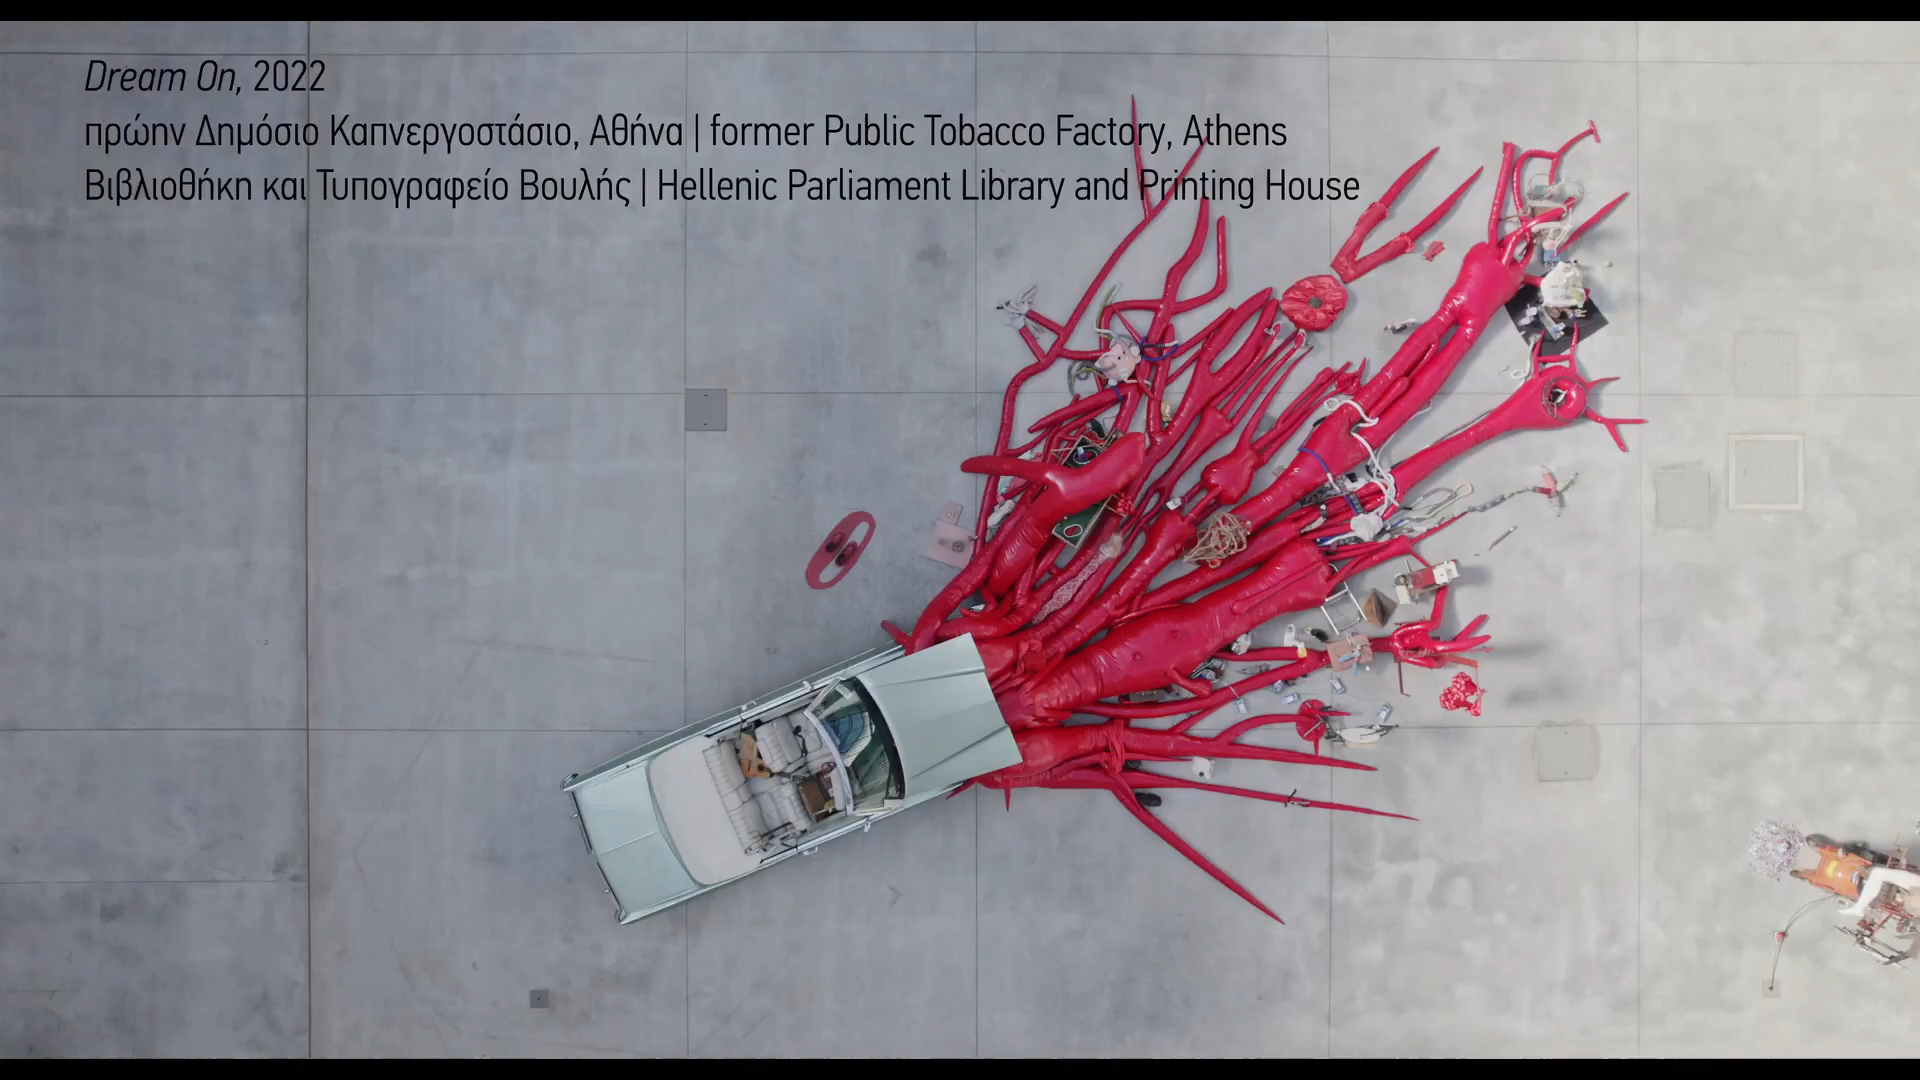 Dream On, 2022
πρώην Δημόσιο Καπνεργοστάσιο, Αθήνα | former Public Tobacco Factory, Athens
Βιβλιοθήκη και Τυπογραφείο Βουλής | Hellenic Parliament Library and Printing House